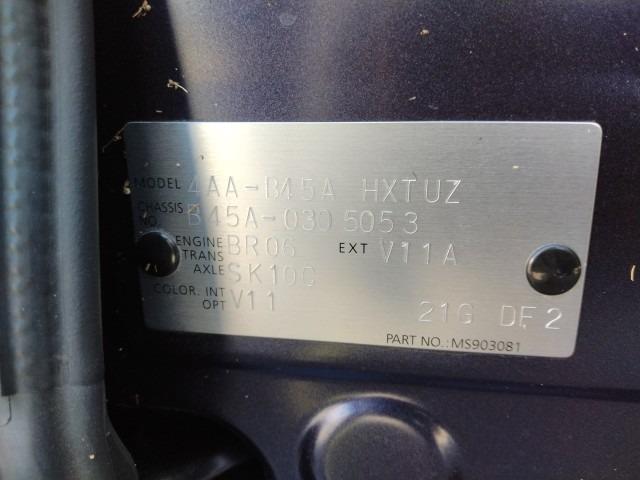 MODEL 4AA-B45A HXTUZ
CHASSIS NO. B45A-0305053
ENGINE BR06 EXT V11A
TRANS AXLE SK10C
COLOR. INT V11
OPT 21G DF2
PART NO.:MS903081